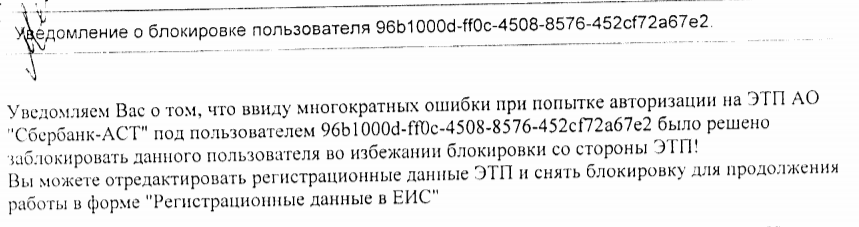 Уведомление о блокировке пользователя 96b1000d-ff0c-4508-8576-452cf72a67e2.
Уведомляем Вас о том, что ввиду многократных ошибки при попытке авторизации на ЭТП АО
"Сбербанк-АСТ" под пользователем 96b1000d-ff0c-4508-8576-452cf72a67e2 было решено
заблокировать данного пользователя во избежании блокировки со стороны ЭТП!
Вы можете отредактировать регистрационные данные ЭТП и снять блокировку для продолжения
работы в форме "Регистрационные данные в ЕИС"